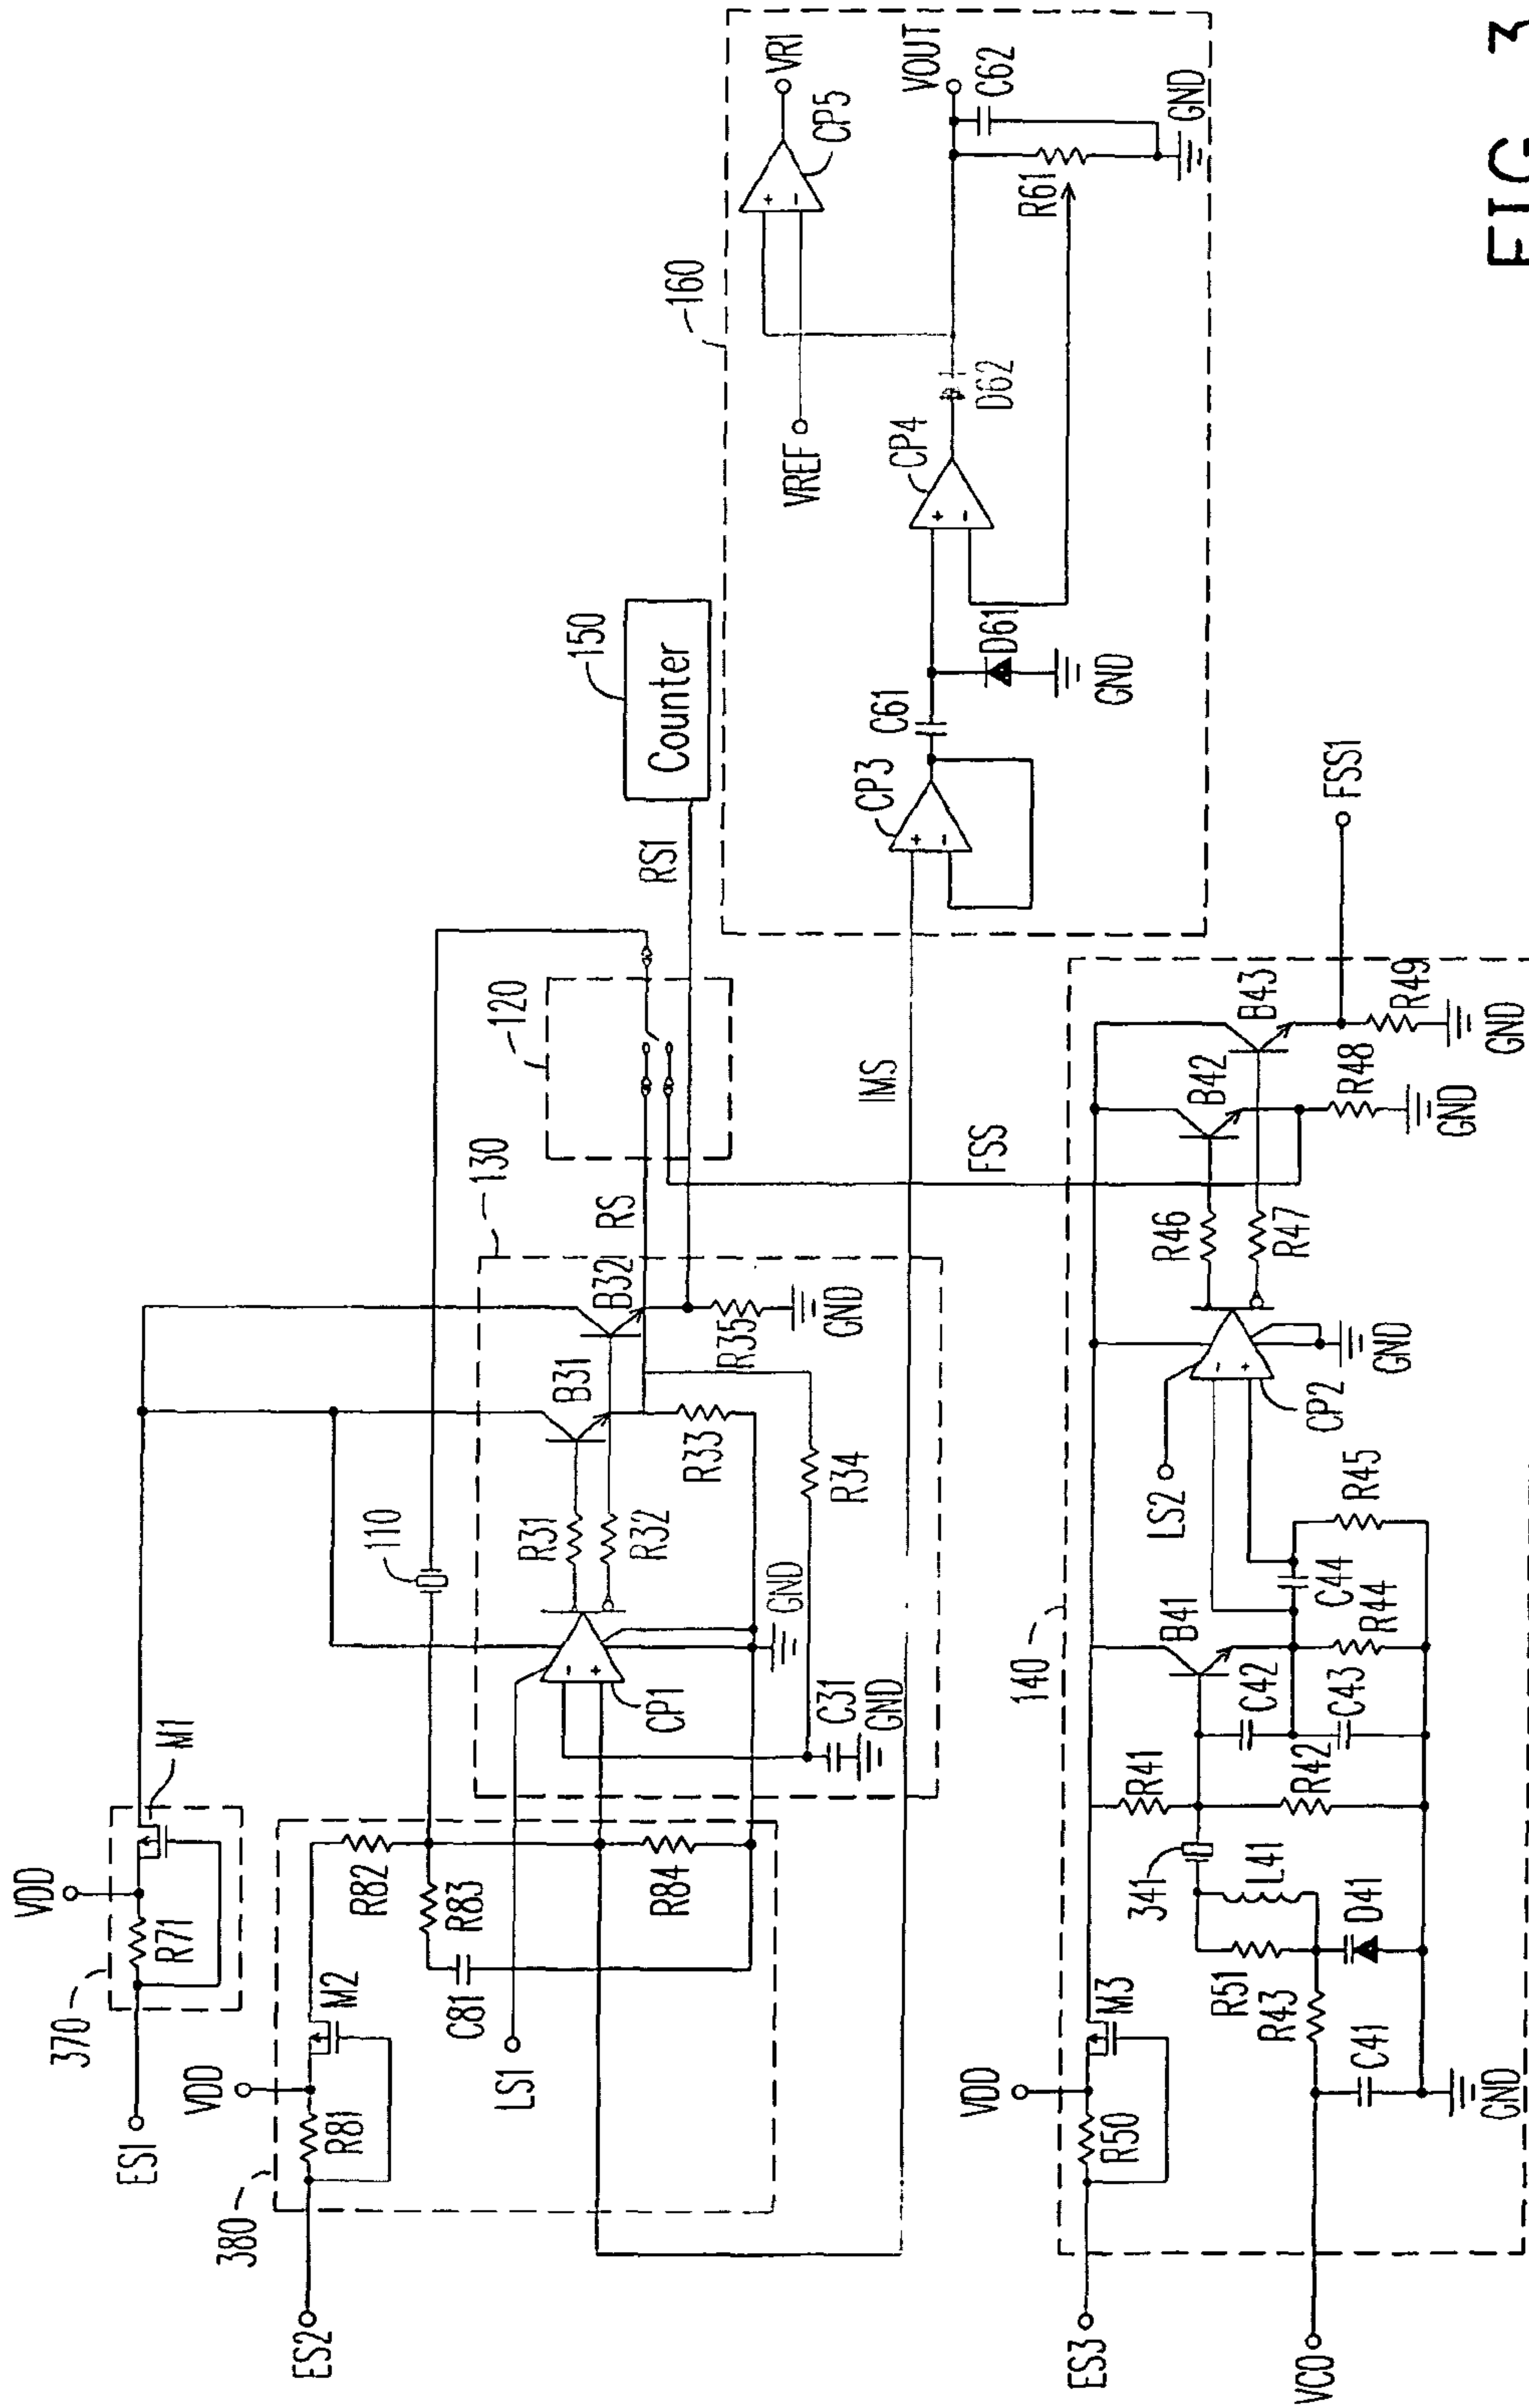 VDD
370
R71
M1
ES1
VDD
380
R81
M2
R82
R83
C81
R84
ES2
LS1
110
130
R31
R32
B31
B32
CP1
-
+
GND
C31
GND
R33
R34
R35
GND
RS
120
RS1
150
Counter
IMS
FSS
160
VREF
+
-
CP5
VR1
CP3
+
-
C61
D61
GND
CP4
+
-
D62
VOUT
C62
R61
GND
140
VDD
ES3
R50
M3
VCO
C41
GND
R43
R51
D41
L41
341
R41
R42
B41
C42
C43
R44
C44
R45
LS2
-
+
CP2
GND
R46
R47
B42
B43
R48
GND
R49
GND
FSS1
FIG. 3